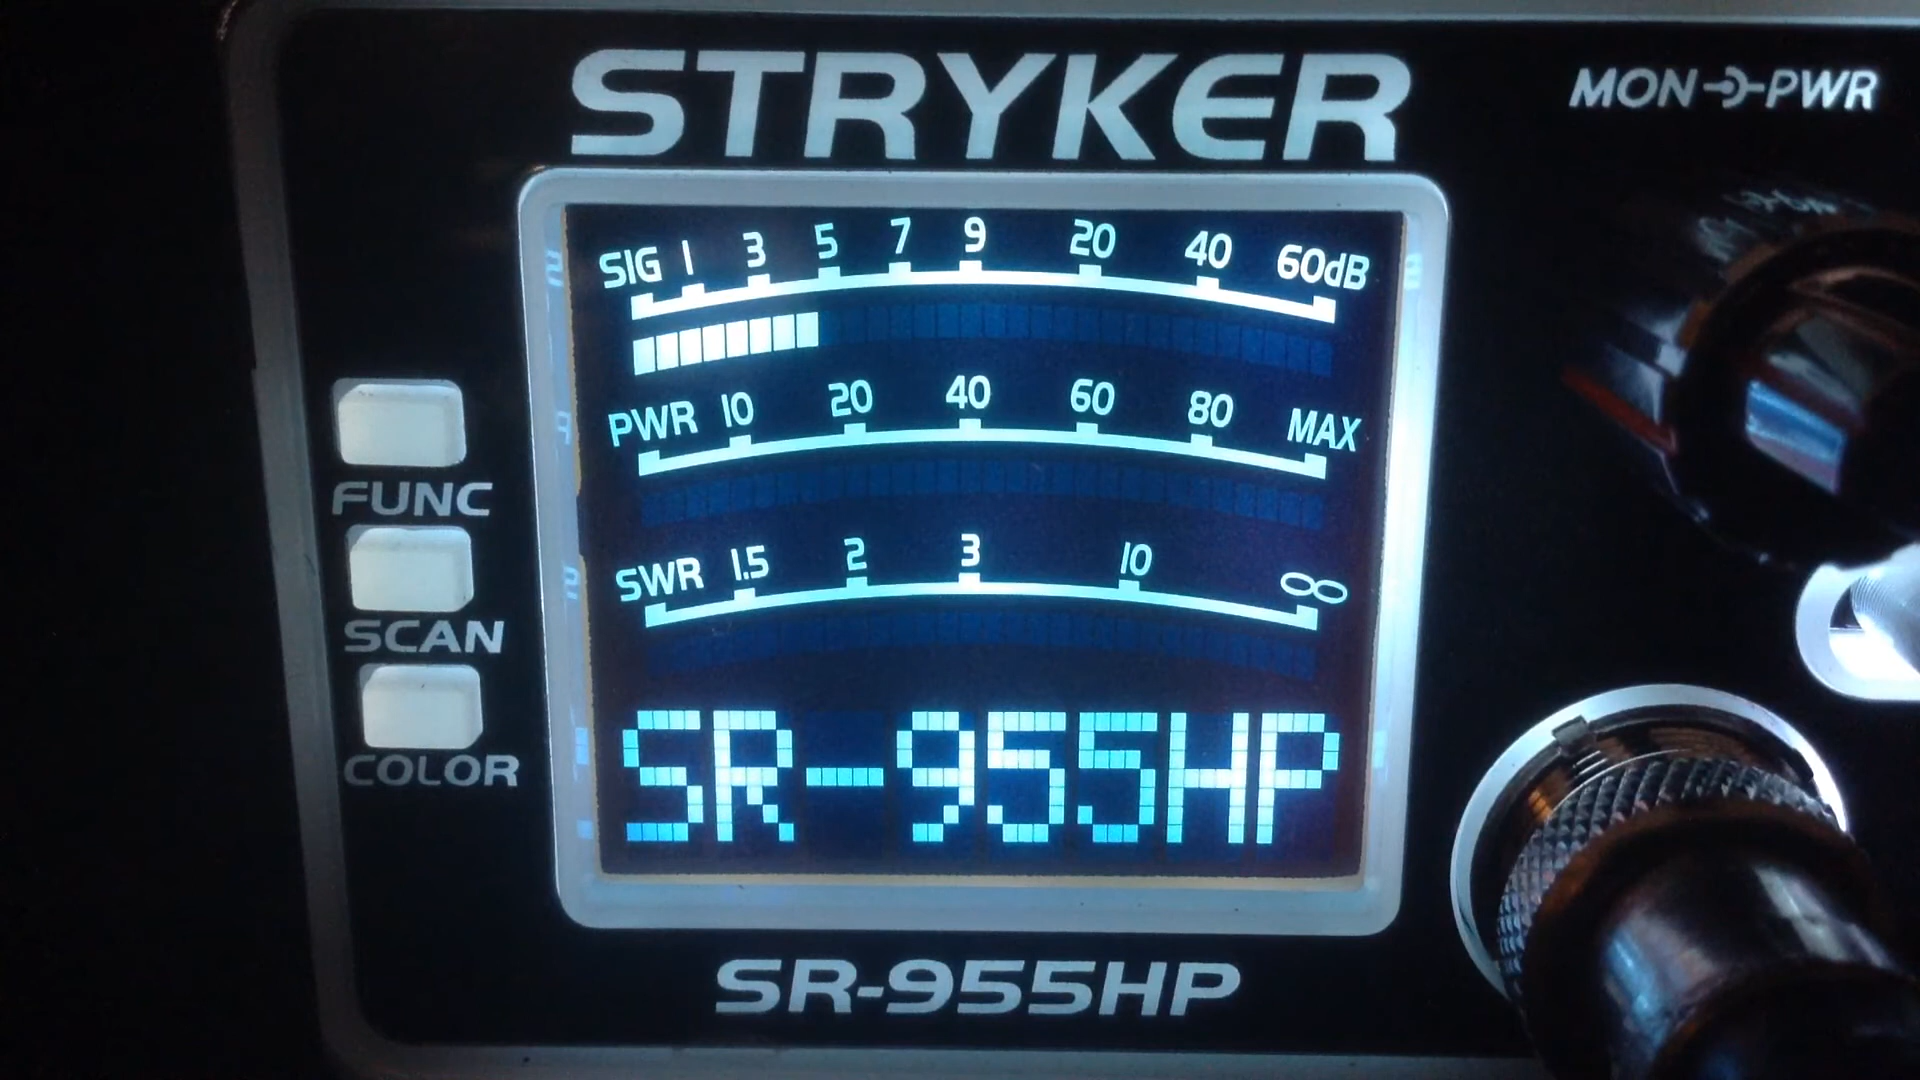 STRYKER
MON PWR
SIG 1 3 5 7 9 20 40 60dB
PWR 10 20 40 60 80 MAX
FUNC
SWR 1.5 2 3 10 ∞
SCAN
COLOR
SR-955HP
SR-955HP